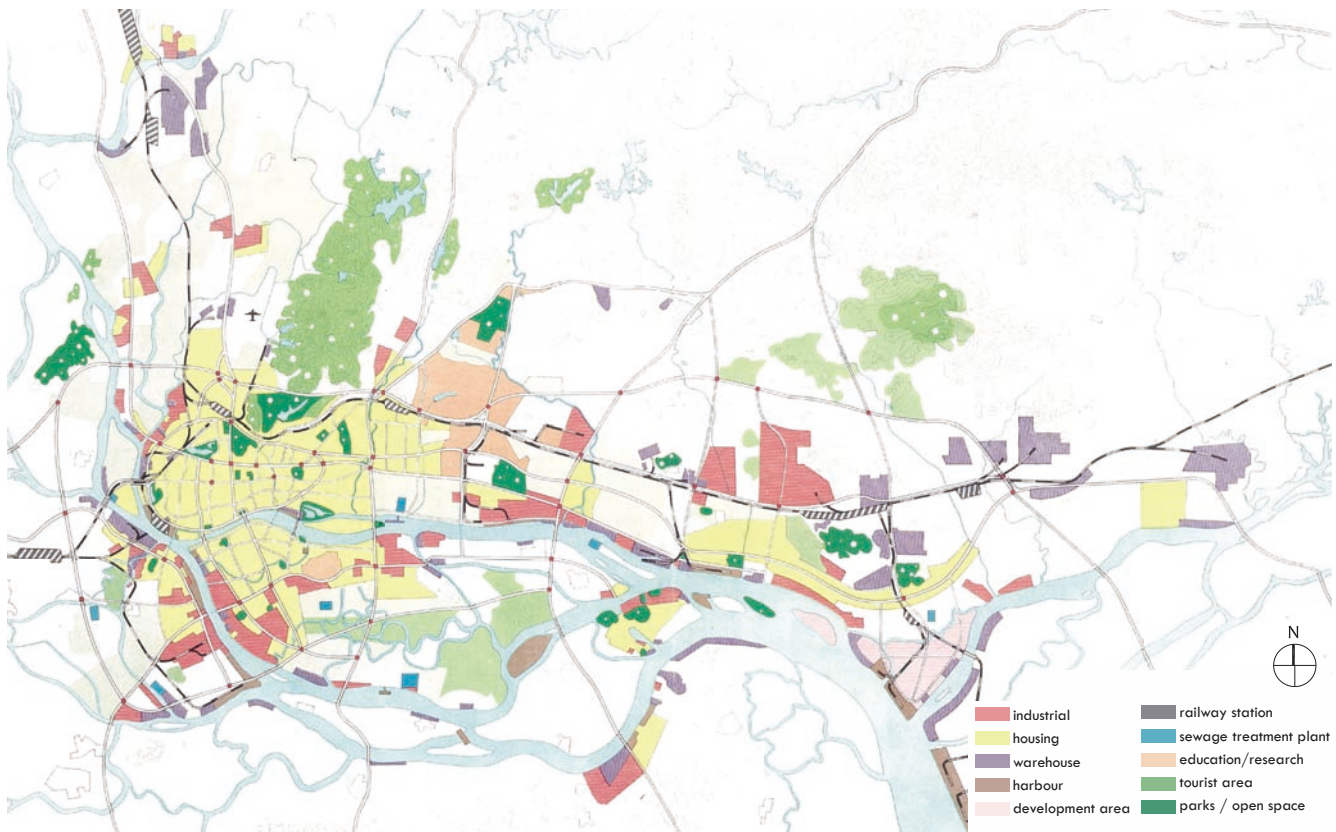 N
industrial
housing
warehouse
harbour
development area
railway station
sewage treatment plant
education/research
tourist area
parks / open space